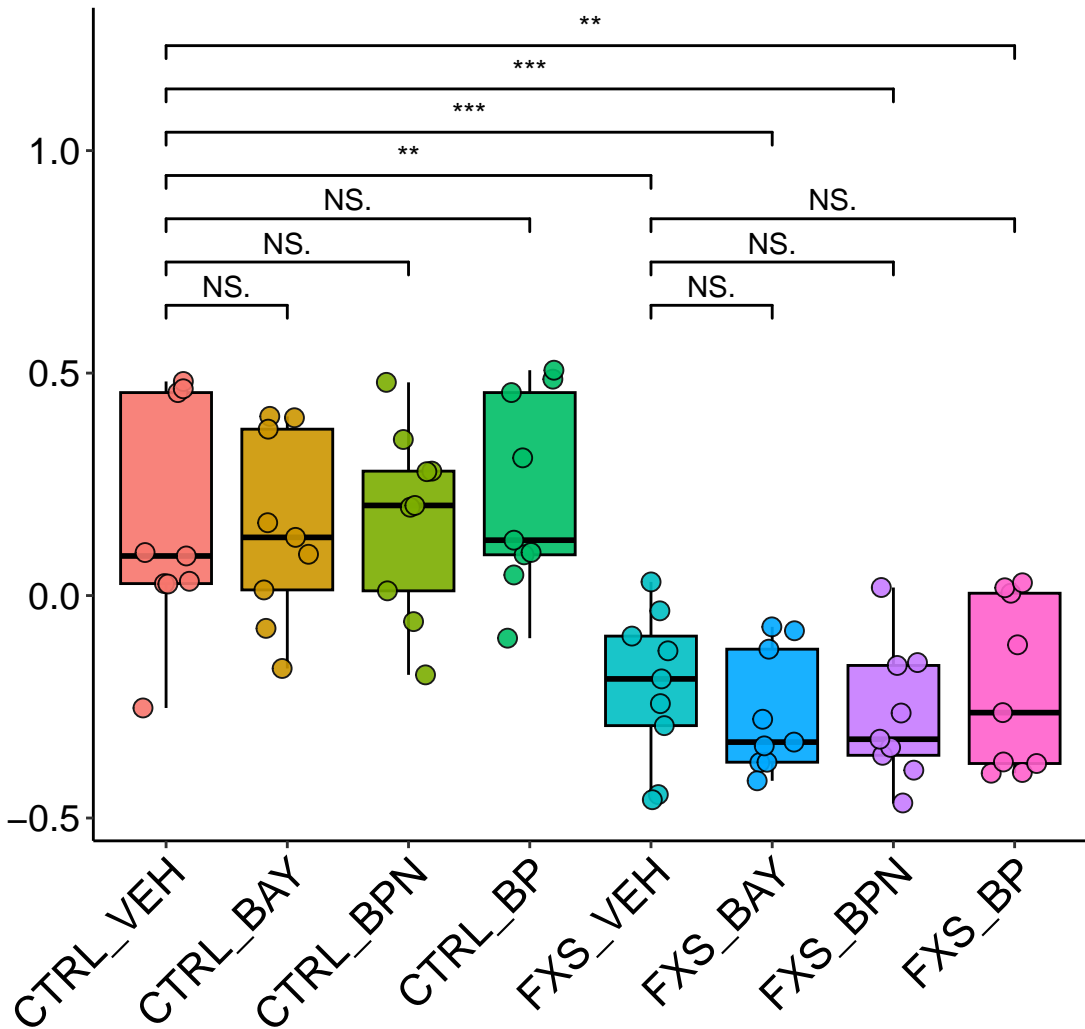 **
***
***
**
NS.
NS.
NS.
NS.
NS.
NS.
1.0
0.5
0.0
−0.5
CTRL_VEH
CTRL_BAY
CTRL_BPN
CTRL_BP
FXS_VEH
FXS_BAY
FXS_BPN
FXS_BP